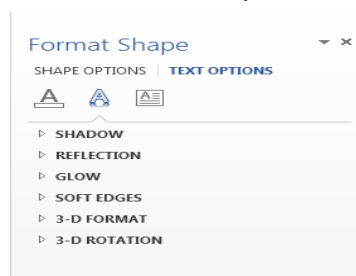 Format Shape
SHAPE OPTIONS TEXT OPTIONS
SHADOW
REFLECTION
GLOW
SOFT EDGES
3-D FORMAT
3-D ROTATION